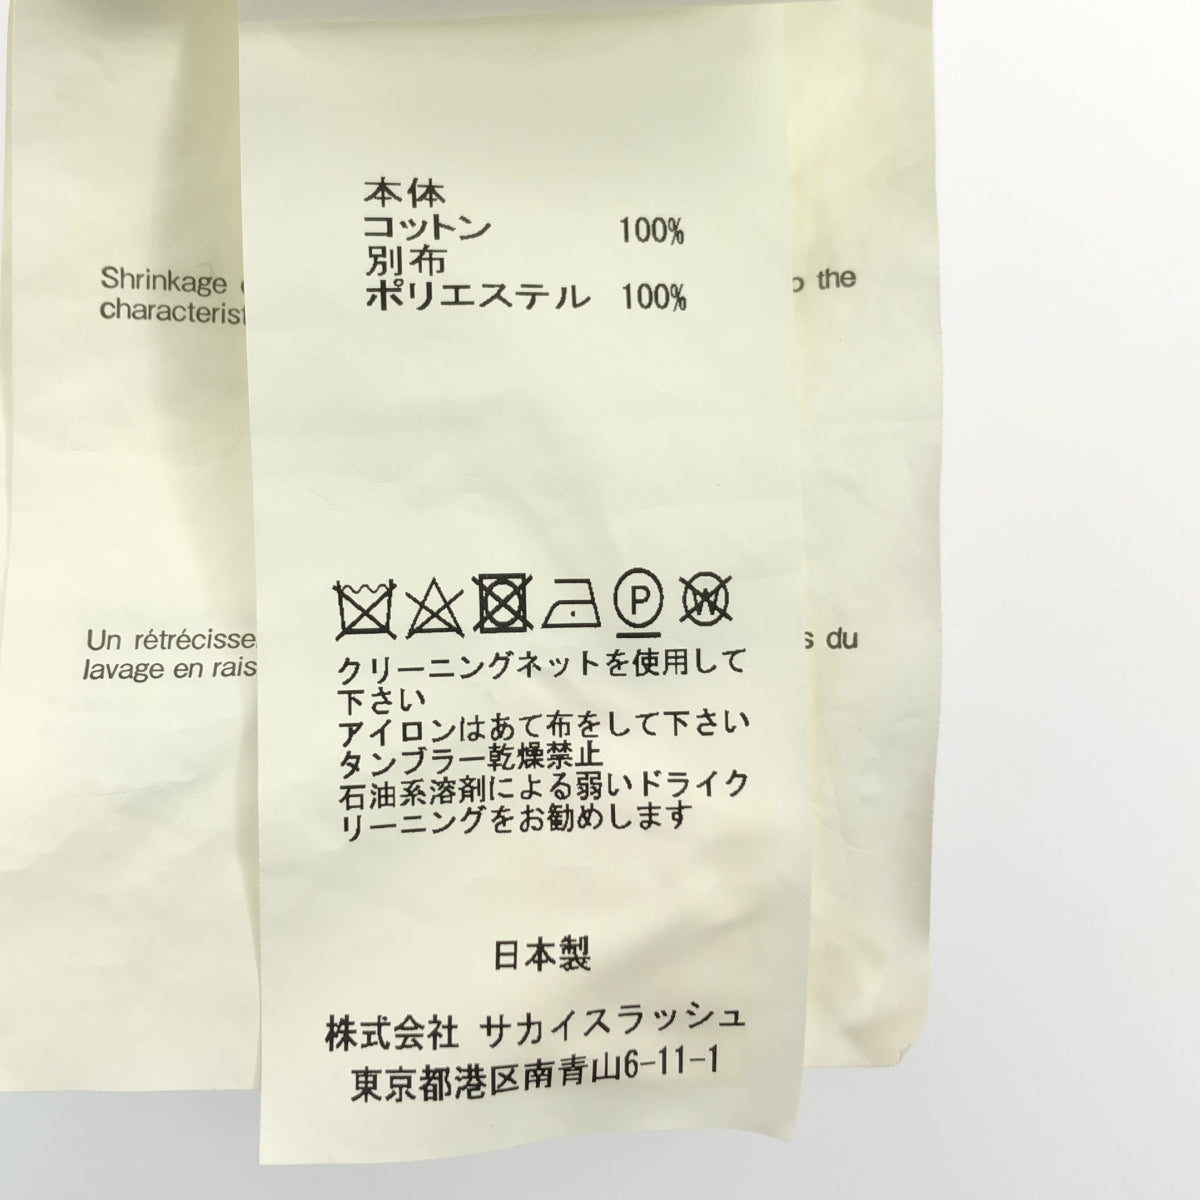 本体
コットン 100%
別布
ポリエステル 100%
Shrinkage
the
P
W
Un
du
lavage en
クリーニングネットを使用して
下さい
アイロンはあて布をして下さい
タンブラー乾燥禁止
石油系溶剤による弱いドライク
リーニングをお勧めします
日本製
株式会社 サカイスラッシュ
東京都港区南青山6-11-1